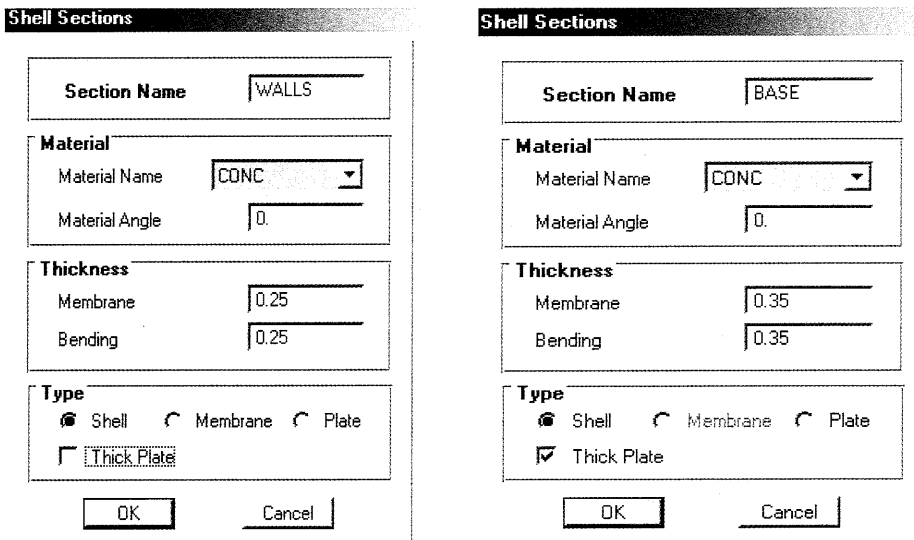 Shell Sections
Section Name WALLS
Material
Material Name CONC
Material Angle 0.
Thickness
Membrane 0.25
Bending 0.25
Type
Shell Membrane Plate
Thick Plate
OK Cancel
Shell Sections
Section Name BASE
Material
Material Name CONC
Material Angle 0.
Thickness
Membrane 0.35
Bending 0.35
Type
Shell Membrane Plate
Thick Plate
OK Cancel